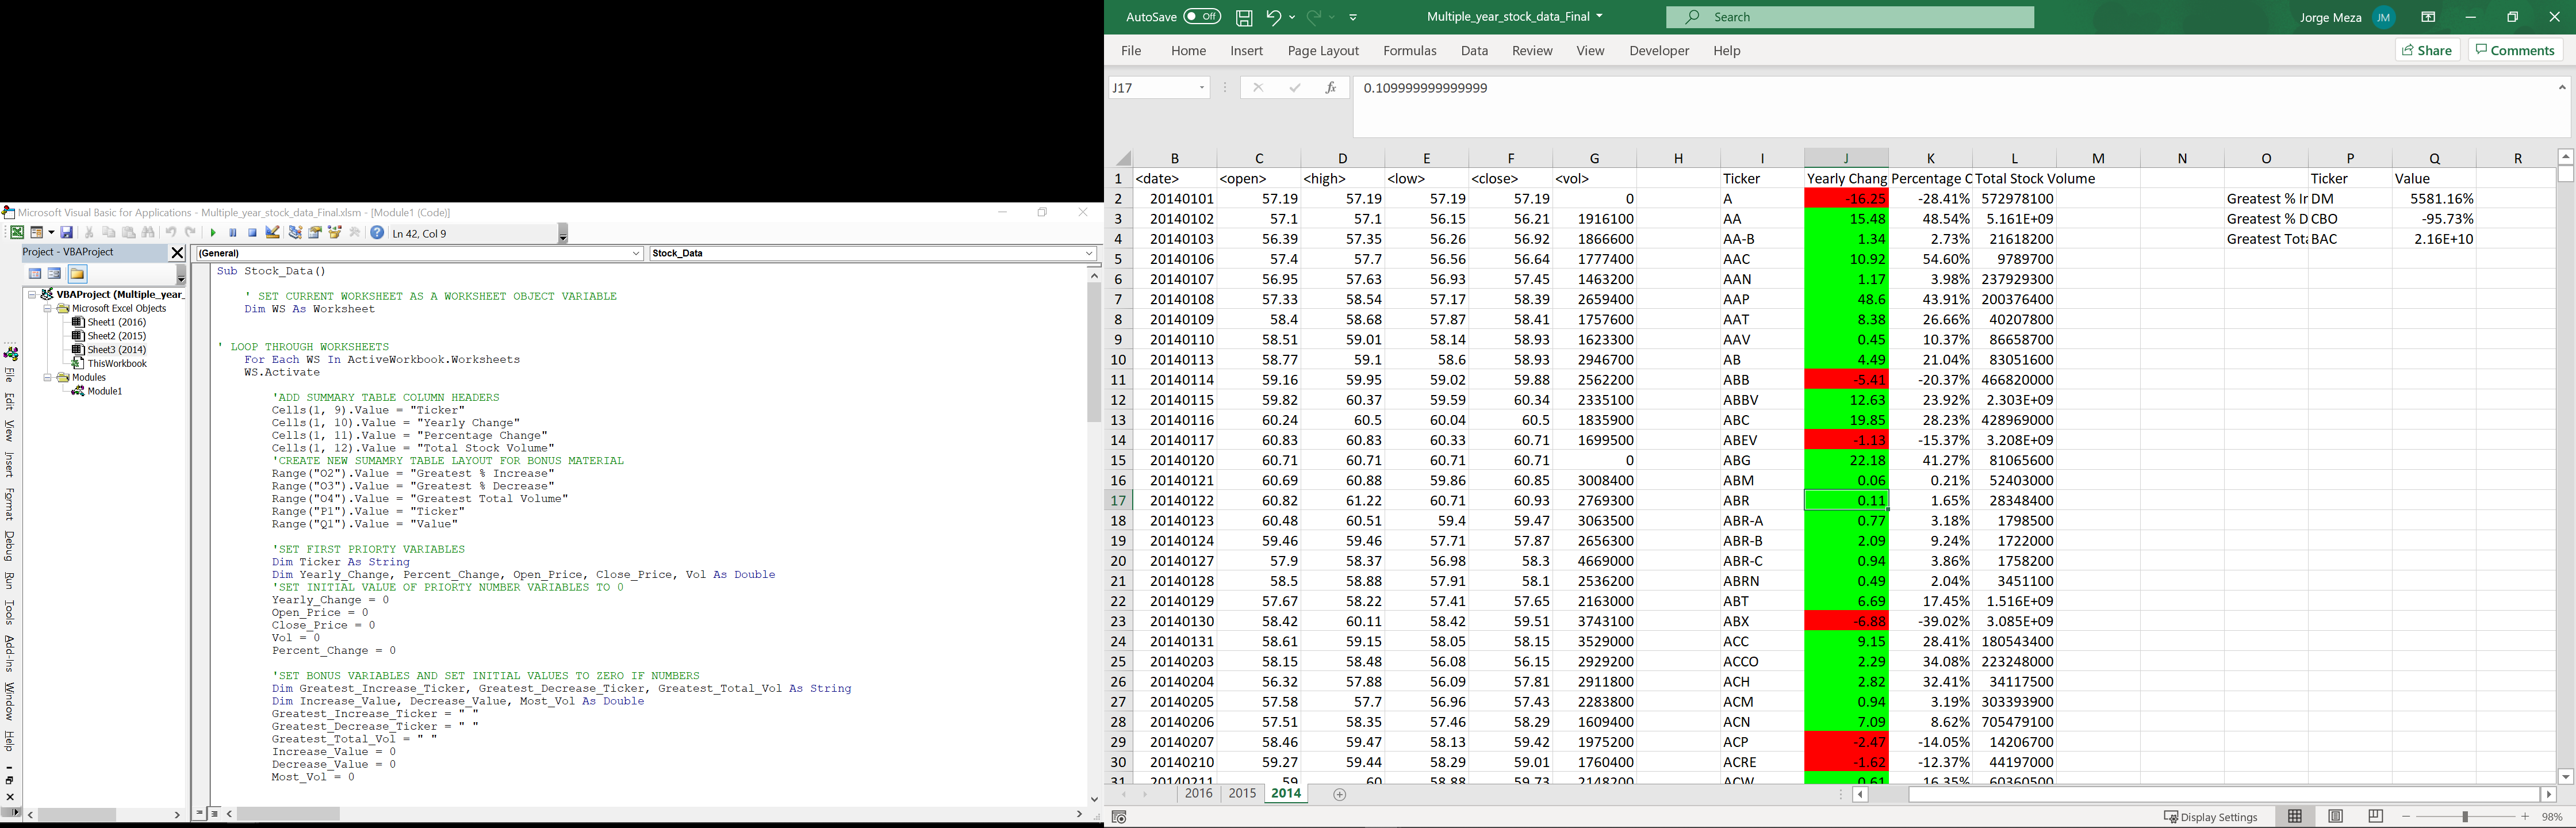 Microsoft Visual Basic for Applications - Multiple_year_stock_data_Final.xlsm - [Module1 (Code)]
Ln 42, Col 9
Project - VBAProject
(General)
Stock_Data
VBAProject (Multiple_year_
Microsoft Excel Objects
Sheet1 (2016)
Sheet2 (2015)
Sheet3 (2014)
ThisWorkbook
Modules
Module1
File
Edit
View
Insert
Format
Debug
Run
Tools
Add-Ins
Window
Help
Sub Stock_Data()
' SET CURRENT WORKSHEET AS A WORKSHEET OBJECT VARIABLE
Dim WS As Worksheet
' LOOP THROUGH WORKSHEETS
For Each WS In ActiveWorkbook.Worksheets
WS.Activate
'ADD SUMMARY TABLE COLUMN HEADERS
Cells(1, 9).Value = "Ticker"
Cells(1, 10).Value = "Yearly Change"
Cells(1, 11).Value = "Percentage Change"
Cells(1, 12).Value = "Total Stock Volume"
'CREATE NEW SUMAMRY TABLE LAYOUT FOR BONUS MATERIAL
Range("O2").Value = "Greatest % Increase"
Range("O3").Value = "Greatest % Decrease"
Range("O4").Value = "Greatest Total Volume"
Range("P1").Value = "Ticker"
Range("Q1").Value = "Value"
'SET FIRST PRIORTY VARIABLES
Dim Ticker As String
Dim Yearly_Change, Percent_Change, Open_Price, Close_Price, Vol As Double
'SET INITIAL VALUE OF PRIORTY NUMBER VARIABLES TO 0
Yearly_Change = 0
Open_Price = 0
Close_Price = 0
Vol = 0
Percent_Change = 0
'SET BONUS VARIABLES AND SET INITIAL VALUES TO ZERO IF NUMBERS
Dim Greatest_Increase_Ticker, Greatest_Decrease_Ticker, Greatest_Total_Vol As String
Dim Increase_Value, Decrease_Value, Most_Vol As Double
Greatest_Increase_Ticker = " "
Greatest_Decrease_Ticker = " "
Greatest_Total_Vol = " "
Increase_Value = 0
Decrease_Value = 0
Most_Vol = 0
AutoSave Off Multiple_year_stock_data_Final Search Jorge Meza JM
File Home Insert Page Layout Formulas Data Review View Developer Help Share Comments
J17 fx 0.109999999999999
B C D E F G H I J K L M N O P Q R
1 <date> <open> <high> <low> <close> <vol> Ticker Yearly Chang Percentage C Total Stock Volume Ticker Value
2 20140101 57.19 57.19 57.19 57.19 0 A -16.25 -28.41% 572978100 Greatest % Ir DM 5581.16%
3 20140102 57.1 57.1 56.15 56.21 1916100 AA 15.48 48.54% 5.161E+09 Greatest % D CBO -95.73%
4 20140103 56.39 57.35 56.26 56.92 1866600 AA-B 1.34 2.73% 21618200 Greatest Tota BAC 2.16E+10
5 20140106 57.4 57.7 56.56 56.64 1777400 AAC 10.92 54.60% 9789700
6 20140107 56.95 57.63 56.93 57.45 1463200 AAN 1.17 3.98% 237929300
7 20140108 57.33 58.54 57.17 58.39 2659400 AAP 48.6 43.91% 200376400
8 20140109 58.4 58.68 57.87 58.41 1757600 AAT 8.38 26.66% 40207800
9 20140110 58.51 59.01 58.14 58.93 1623300 AAV 0.45 10.37% 86658700
10 20140113 58.77 59.1 58.6 58.93 2946700 AB 4.49 21.04% 83051600
11 20140114 59.16 59.95 59.02 59.88 2562200 ABB -5.41 -20.37% 466820000
12 20140115 59.82 60.37 59.59 60.34 2335100 ABBV 12.63 23.92% 2.303E+09
13 20140116 60.24 60.5 60.04 60.5 1835900 ABC 19.85 28.23% 428969000
14 20140117 60.83 60.83 60.33 60.71 1699500 ABEV -1.13 -15.37% 3.208E+09
15 20140120 60.71 60.71 60.71 60.71 0 ABG 22.18 41.27% 81065600
16 20140121 60.69 60.88 59.86 60.85 3008400 ABM 0.06 0.21% 52403000
17 20140122 60.82 61.22 60.71 60.93 2769300 ABR 0.11 1.65% 28348400
18 20140123 60.48 60.51 59.4 59.47 3063500 ABR-A 0.77 3.18% 1798500
19 20140124 59.46 59.46 57.71 57.87 2656300 ABR-B 2.09 9.24% 1722000
20 20140127 57.9 58.37 56.98 58.3 4669000 ABR-C 0.94 3.86% 1758200
21 20140128 58.5 58.88 57.91 58.1 2536200 ABRN 0.49 2.04% 3451100
22 20140129 57.67 58.22 57.41 57.65 2163000 ABT 6.69 17.45% 1.516E+09
23 20140130 58.42 60.11 58.42 59.51 3743100 ABX -6.88 -39.02% 3.085E+09
24 20140131 58.61 59.15 58.05 58.15 3529000 ACC 9.15 28.41% 180543400
25 20140203 58.15 58.48 56.08 56.15 2929200 ACCO 2.29 34.08% 223248000
26 20140204 56.32 57.88 56.09 57.81 2911800 ACH 2.82 32.41% 34117500
27 20140205 57.58 57.7 56.96 57.43 2283800 ACM 0.94 3.19% 303393900
28 20140206 57.51 58.35 57.46 58.29 1609400 ACN 7.09 8.62% 705479100
29 20140207 58.46 59.47 58.13 59.42 1975200 ACP -2.47 -14.05% 14206700
30 20140210 59.27 59.44 58.29 59.01 1760400 ACRE -1.62 -12.37% 44197000
31 20140211 59 60 58.88 59.73 2148200 ACW 0.61 16.35% 60360500
2016 2015 2014
Display Settings 98%